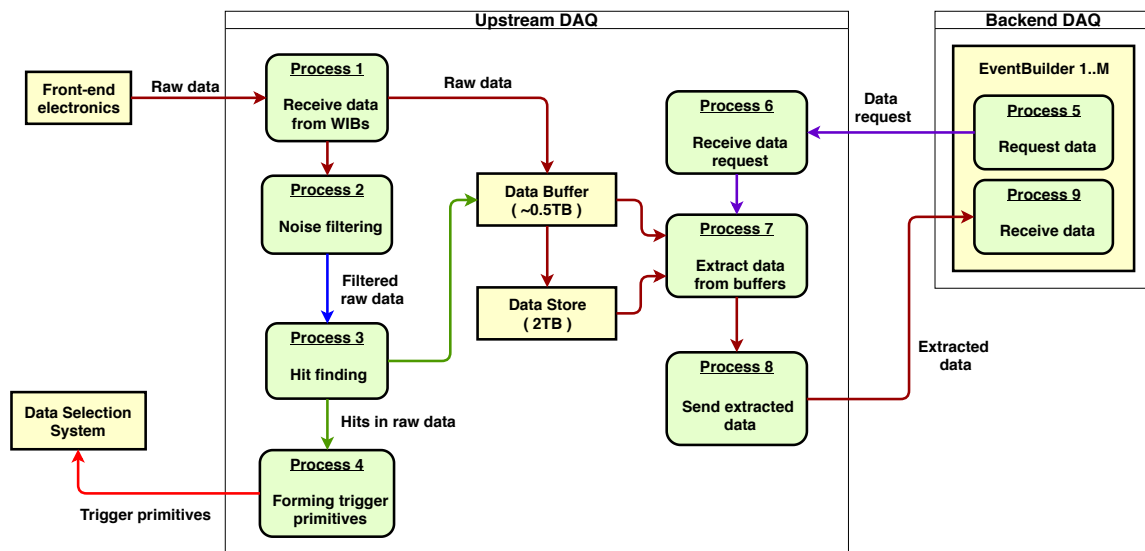 Upstream DAQ
Backend DAQ
Front-end
electronics
Raw data
Process 1
Receive data
from WIBs
Raw data
Process 2
Noise filtering
Filtered
raw data
Process 3
Hit finding
Hits in raw data
Process 4
Forming trigger
primitives
Trigger primitives
Data Selection
System
Data Buffer
( ~0.5TB )
Data Store
( 2TB )
Process 6
Receive data
request
Process 7
Extract data
from buffers
Process 8
Send extracted
data
Data
request
Extracted
data
EventBuilder 1..M
Process 5
Request data
Process 9
Receive data